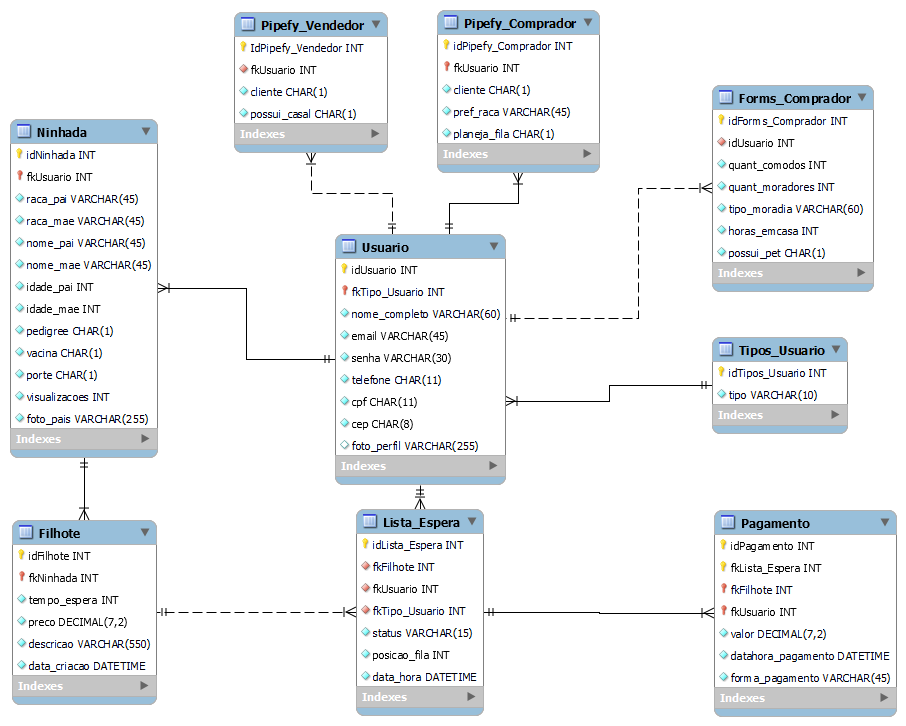 Pipefy_Vendedor
IdPipefy_Vendedor INT
fkUsuario INT
cliente CHAR(1)
possui_casal CHAR(1)
Indexes
Pipefy_Comprador
idPipefy_Comprador INT
fkUsuario INT
cliente CHAR(1)
pref_raca VARCHAR(45)
planeja_fila CHAR(1)
Indexes
Forms_Comprador
idForms_Comprador INT
idUsuario INT
quant_comodos INT
quant_moradores INT
tipo_moradia VARCHAR(60)
horas_emcasa INT
possui_pet CHAR(1)
Indexes
Ninhada
idNinhada INT
fkUsuario INT
raca_pai VARCHAR(45)
raca_mae VARCHAR(45)
nome_pai VARCHAR(45)
nome_mae VARCHAR(45)
idade_pai INT
idade_mae INT
pedigree CHAR(1)
vacina CHAR(1)
porte CHAR(1)
visualizacoes INT
foto_pais VARCHAR(255)
Indexes
Usuario
idUsuario INT
fkTipo_Usuario INT
nome_completo VARCHAR(60)
email VARCHAR(45)
senha VARCHAR(30)
telefone CHAR(11)
cpf CHAR(11)
cep CHAR(8)
foto_perfil VARCHAR(255)
Indexes
Tipos_Usuario
idTipos_Usuario INT
tipo VARCHAR(10)
Indexes
Filhote
idFilhote INT
fkNinhada INT
tempo_espera INT
preco DECIMAL(7,2)
descricao VARCHAR(550)
data_criacao DATETIME
Indexes
Lista_Espera
idLista_Espera INT
fkFilhote INT
fkUsuario INT
fkTipo_Usuario INT
status VARCHAR(15)
posicao_fila INT
data_hora DATETIME
Indexes
Pagamento
idPagamento INT
fkLista_Espera INT
fkFilhote INT
fkUsuario INT
valor DECIMAL(7,2)
datahora_pagamento DATETIME
forma_pagamento VARCHAR(45)
Indexes